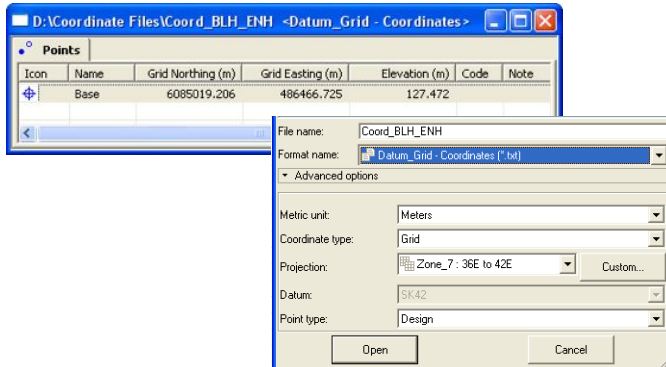 D:\Coordinate Files\Coord_BLH_ENH <Datum_Grid - Coordinates>
Points
Icon Name Grid Northing (m) Grid Easting (m) Elevation (m) Code Note
Base 6085019.206 486466.725 127.472
File name: Coord_BLH_ENH
Format name: Datum_Grid - Coordinates (*.txt)
Advanced options
Metric unit: Meters
Coordinate type: Grid
Projection: Zone_7 : 36E to 42E Custom...
Datum: SK42
Point type: Design
Open Cancel